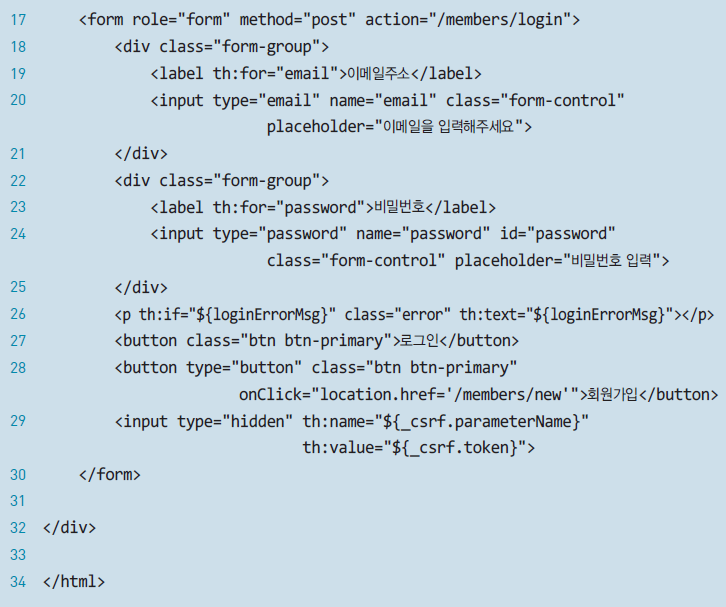 17 <form role="form" method="post" action="/members/login">
18 <div class="form-group">
19 <label th:for="email">이메일주소</label>
20 <input type="email" name="email" class="form-control"
placeholder="이메일을 입력해주세요">
21 </div>
22 <div class="form-group">
23 <label th:for="password">비밀번호</label>
24 <input type="password" name="password" id="password"
class="form-control" placeholder="비밀번호 입력">
25 </div>
26 <p th:if="${loginErrorMsg}" class="error" th:text="${loginErrorMsg}"></p>
27 <button class="btn btn-primary">로그인</button>
28 <button type="button" class="btn btn-primary"
onClick="location.href='/members/new'">회원가입</button>
29 <input type="hidden" th:name="${_csrf.parameterName}"
th:value="${_csrf.token}">
30 </form>
31
32 </div>
33
34 </html>